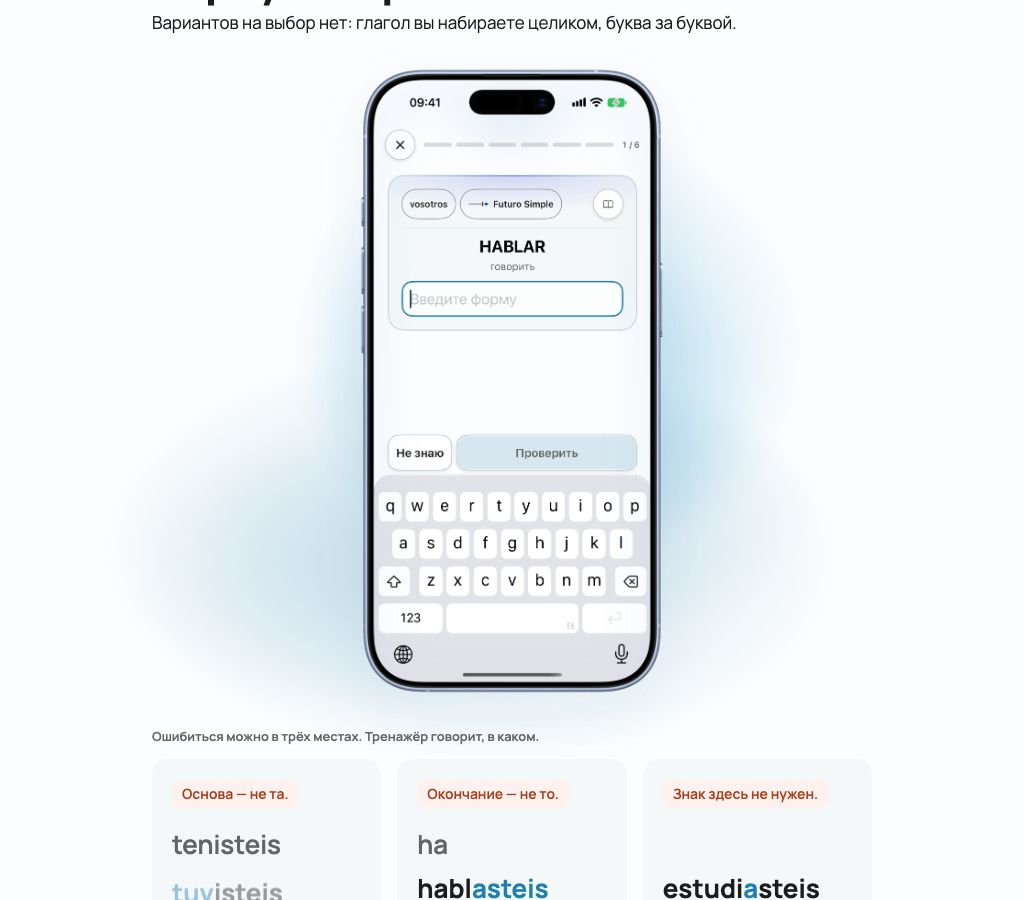 Вариантов на выбор нет: глагол вы набираете целиком, буква за буквой.
09:41
1 / 6
vosotros
Futuro Simple
HABLAR
говорить
Введите форму
Не знаю
Проверить
q w e r t y u i o p
a s d f g h j k l
z x c v b n m
123
Ошибиться можно в трёх местах. Тренажёр говорит, в каком.
Основа — не та.
Окончание — не то.
Знак здесь не нужен.
tenisteis
ha
tuvisteis
hablasteis
estudiasteis